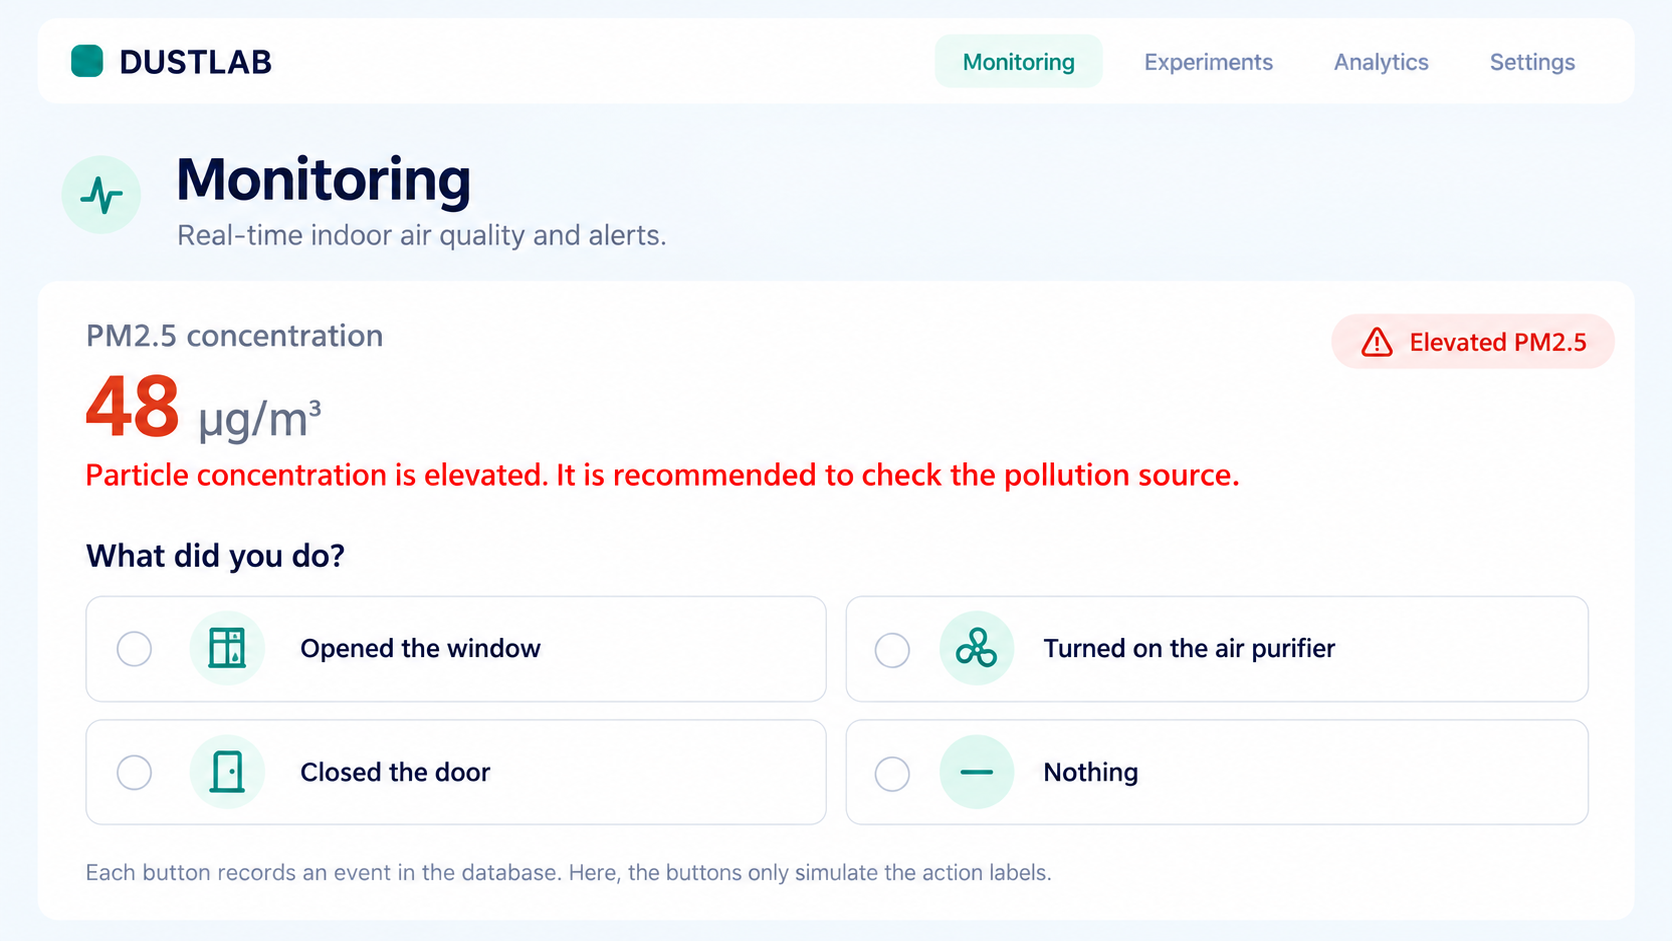 DUSTLAB
Monitoring
Experiments
Analytics
Settings
Monitoring
Real-time indoor air quality and alerts.
PM2.5 concentration
Elevated PM2.5
48 µg/m³
Particle concentration is elevated. It is recommended to check the pollution source.
What did you do?
Opened the window
Turned on the air purifier
Closed the door
Nothing
Each button records an event in the database. Here, the buttons only simulate the action labels.